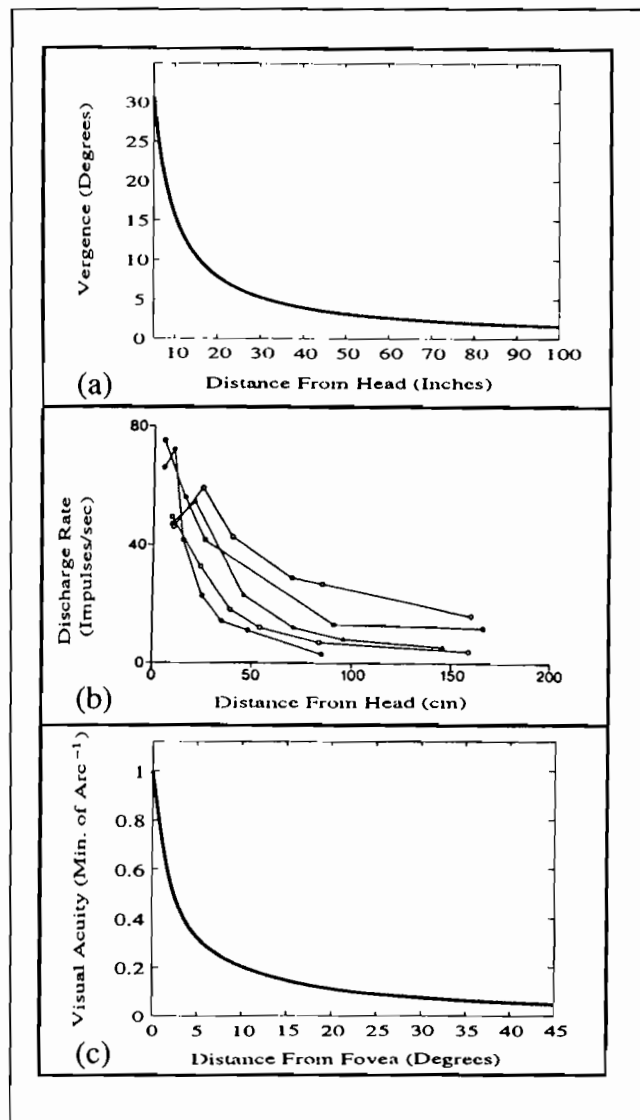 30
25
20
15
10
5
0
Vergence (Degrees)
10 20 30 40 50 60 70 80 90 100
Distance From Head (Inches)
(a)
80
40
0
Discharge Rate
(Impulses/sec)
0 50 100 150 200
Distance From Head (cm)
(b)
1
0.8
0.6
0.4
0.2
0
Visual Acuity (Min. of Arc⁻¹)
0 5 10 15 20 25 30 35 40 45
Distance From Fovea (Degrees)
(c)